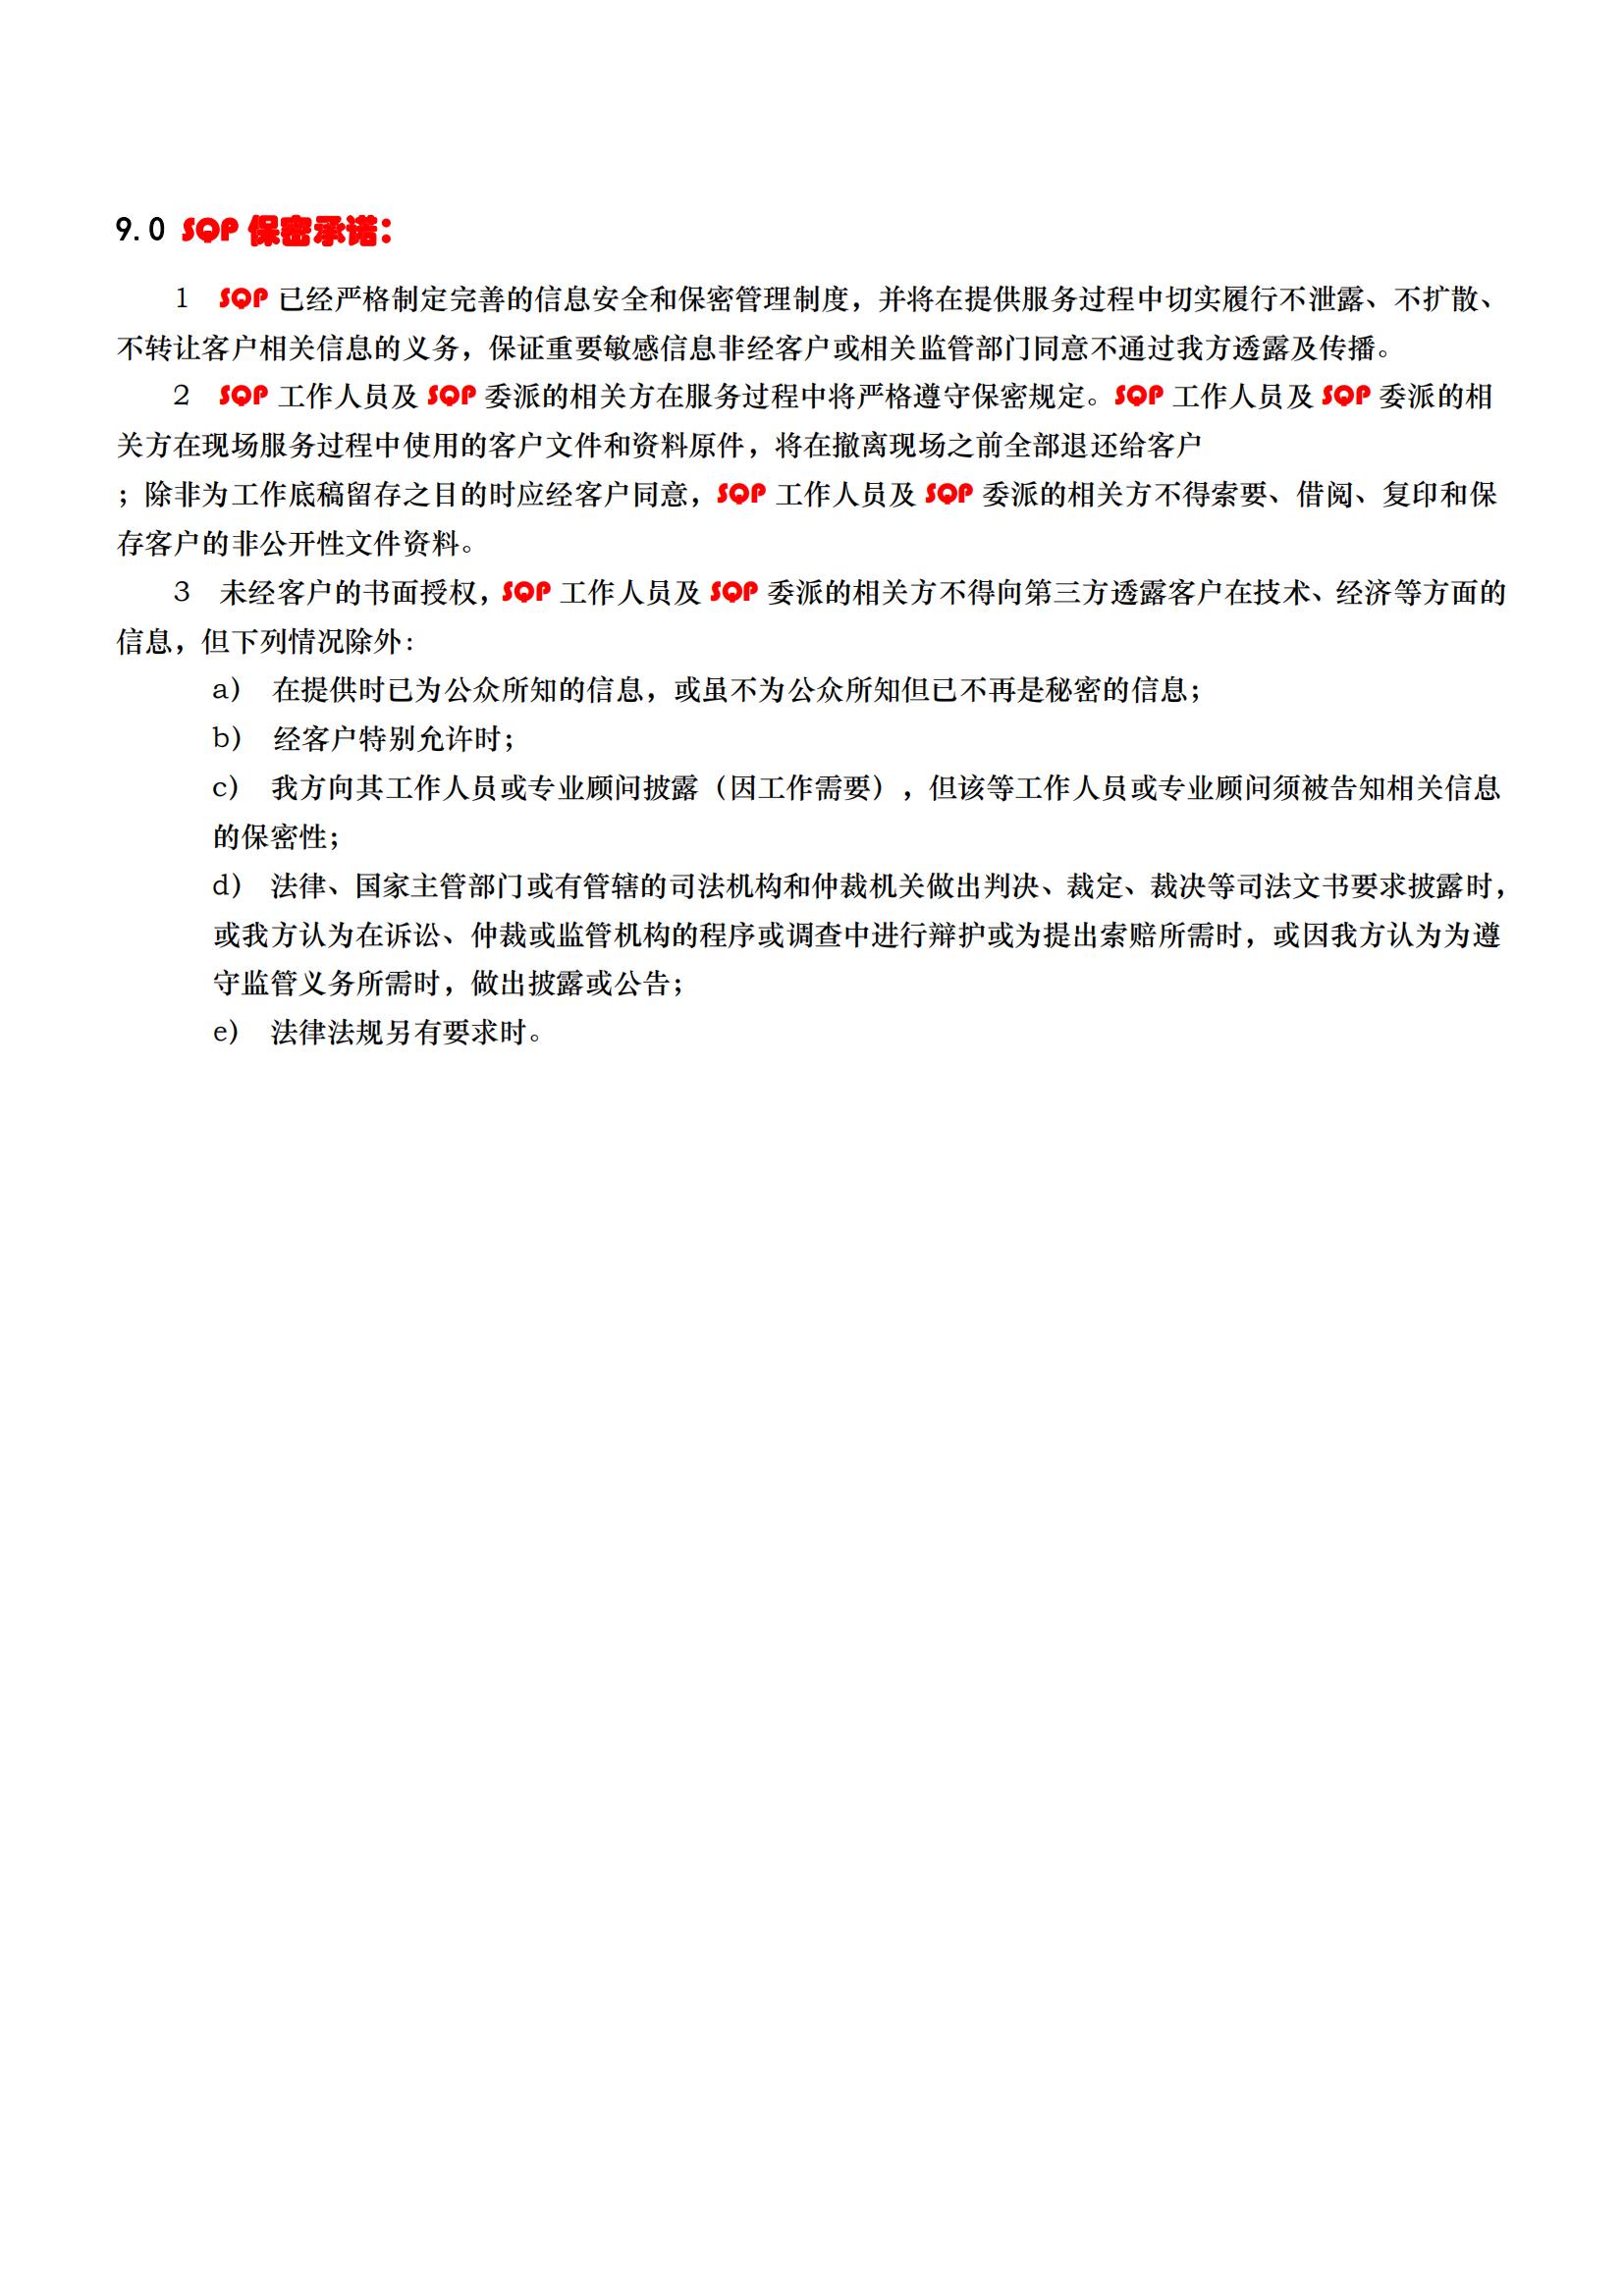 9.0 SQP 保密承诺:
1 SQP 已经严格制定完善的信息安全和保密管理制度，并将在提供服务过程中切实履行不泄露、不扩散、
不转让客户相关信息的义务，保证重要敏感信息非经客户或相关监管部门同意不通过我方透露及传播。
2 SQP 工作人员及 SQP 委派的相关方在服务过程中将严格遵守保密规定。SQP 工作人员及 SQP 委派的相
关方在现场服务过程中使用的客户文件和资料原件，将在撤离现场之前全部退还给客户
；除非为工作底稿留存之目的时应经客户同意，SQP 工作人员及 SQP 委派的相关方不得索要、借阅、复印和保
存客户的非公开性文件资料。
3 未经客户的书面授权，SQP 工作人员及 SQP 委派的相关方不得向第三方透露客户在技术、经济等方面的
信息，但下列情况除外：
a） 在提供时已为公众所知的信息，或虽不为公众所知但已不再是秘密的信息；
b） 经客户特别允许时；
c） 我方向其工作人员或专业顾问披露（因工作需要），但该等工作人员或专业顾问须被告知相关信息
的保密性；
d） 法律、国家主管部门或有管辖的司法机构和仲裁机关做出判决、裁定、裁决等司法文书要求披露时，
或我方认为在诉讼、仲裁或监管机构的程序或调查中进行辩护或为提出索赔所需时，或因我方认为为遵
守监管义务所需时，做出披露或公告；
e） 法律法规另有要求时。